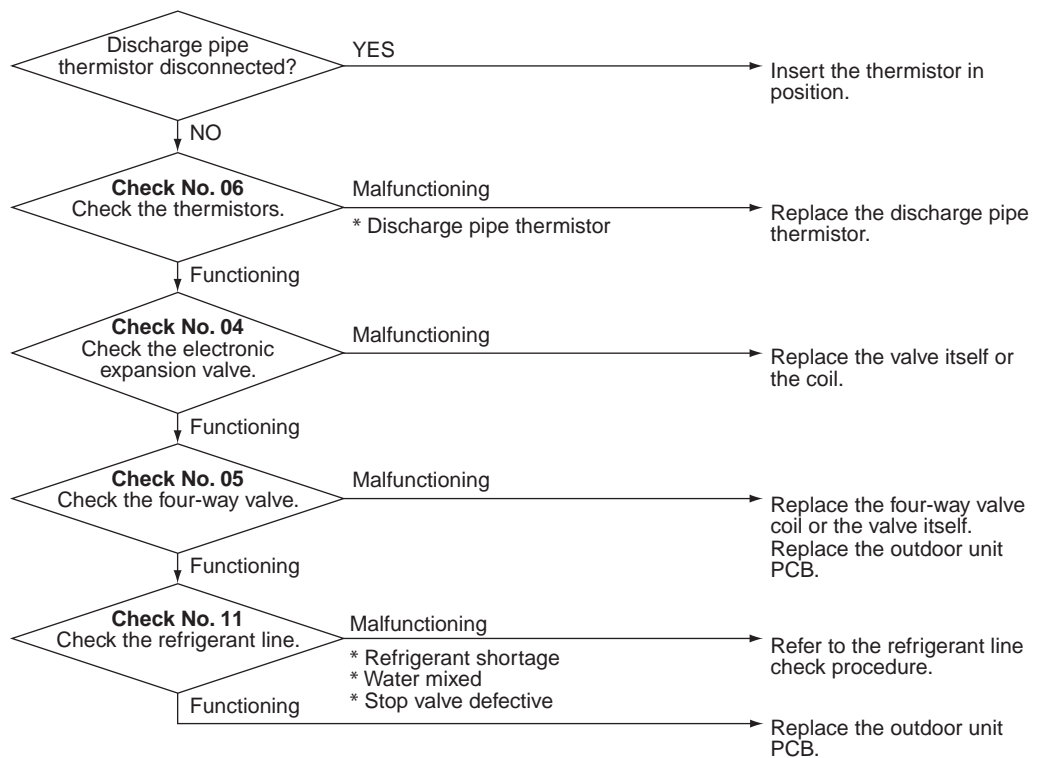 Discharge pipe
thermistor disconnected?
YES
Insert the thermistor in
position.
NO
Check No. 06
Check the thermistors.
Malfunctioning
* Discharge pipe thermistor
Replace the discharge pipe
thermistor.
Functioning
Check No. 04
Check the electronic
expansion valve.
Malfunctioning
Replace the valve itself or
the coil.
Functioning
Check No. 05
Check the four-way valve.
Malfunctioning
Replace the four-way valve
coil or the valve itself.
Replace the outdoor unit
PCB.
Functioning
Check No. 11
Check the refrigerant line.
Malfunctioning
* Refrigerant shortage
* Water mixed
* Stop valve defective
Refer to the refrigerant line
check procedure.
Functioning
Replace the outdoor unit
PCB.